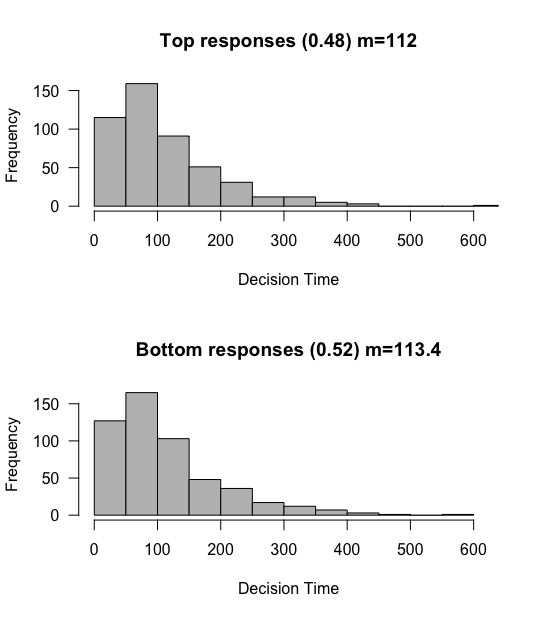 Top responses (0.48) m=112
Frequency
150
100
50
0
0 100 200 300 400 500 600
Decision Time
Bottom responses (0.52) m=113.4
Frequency
150
100
50
0
0 100 200 300 400 500 600
Decision Time